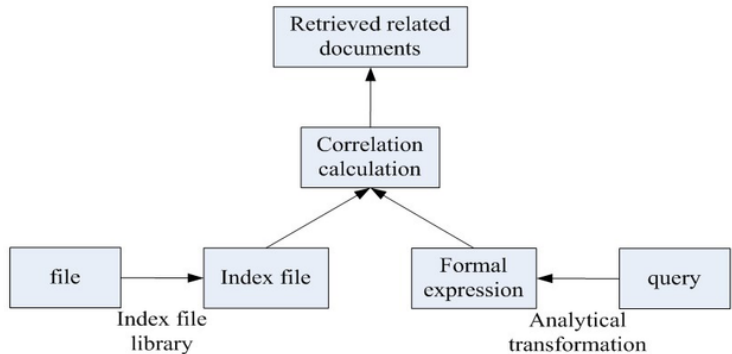 Retrieved related
documents
Correlation
calculation
file
Index file
Formal
expression
query
Index file
library
Analytical
transformation